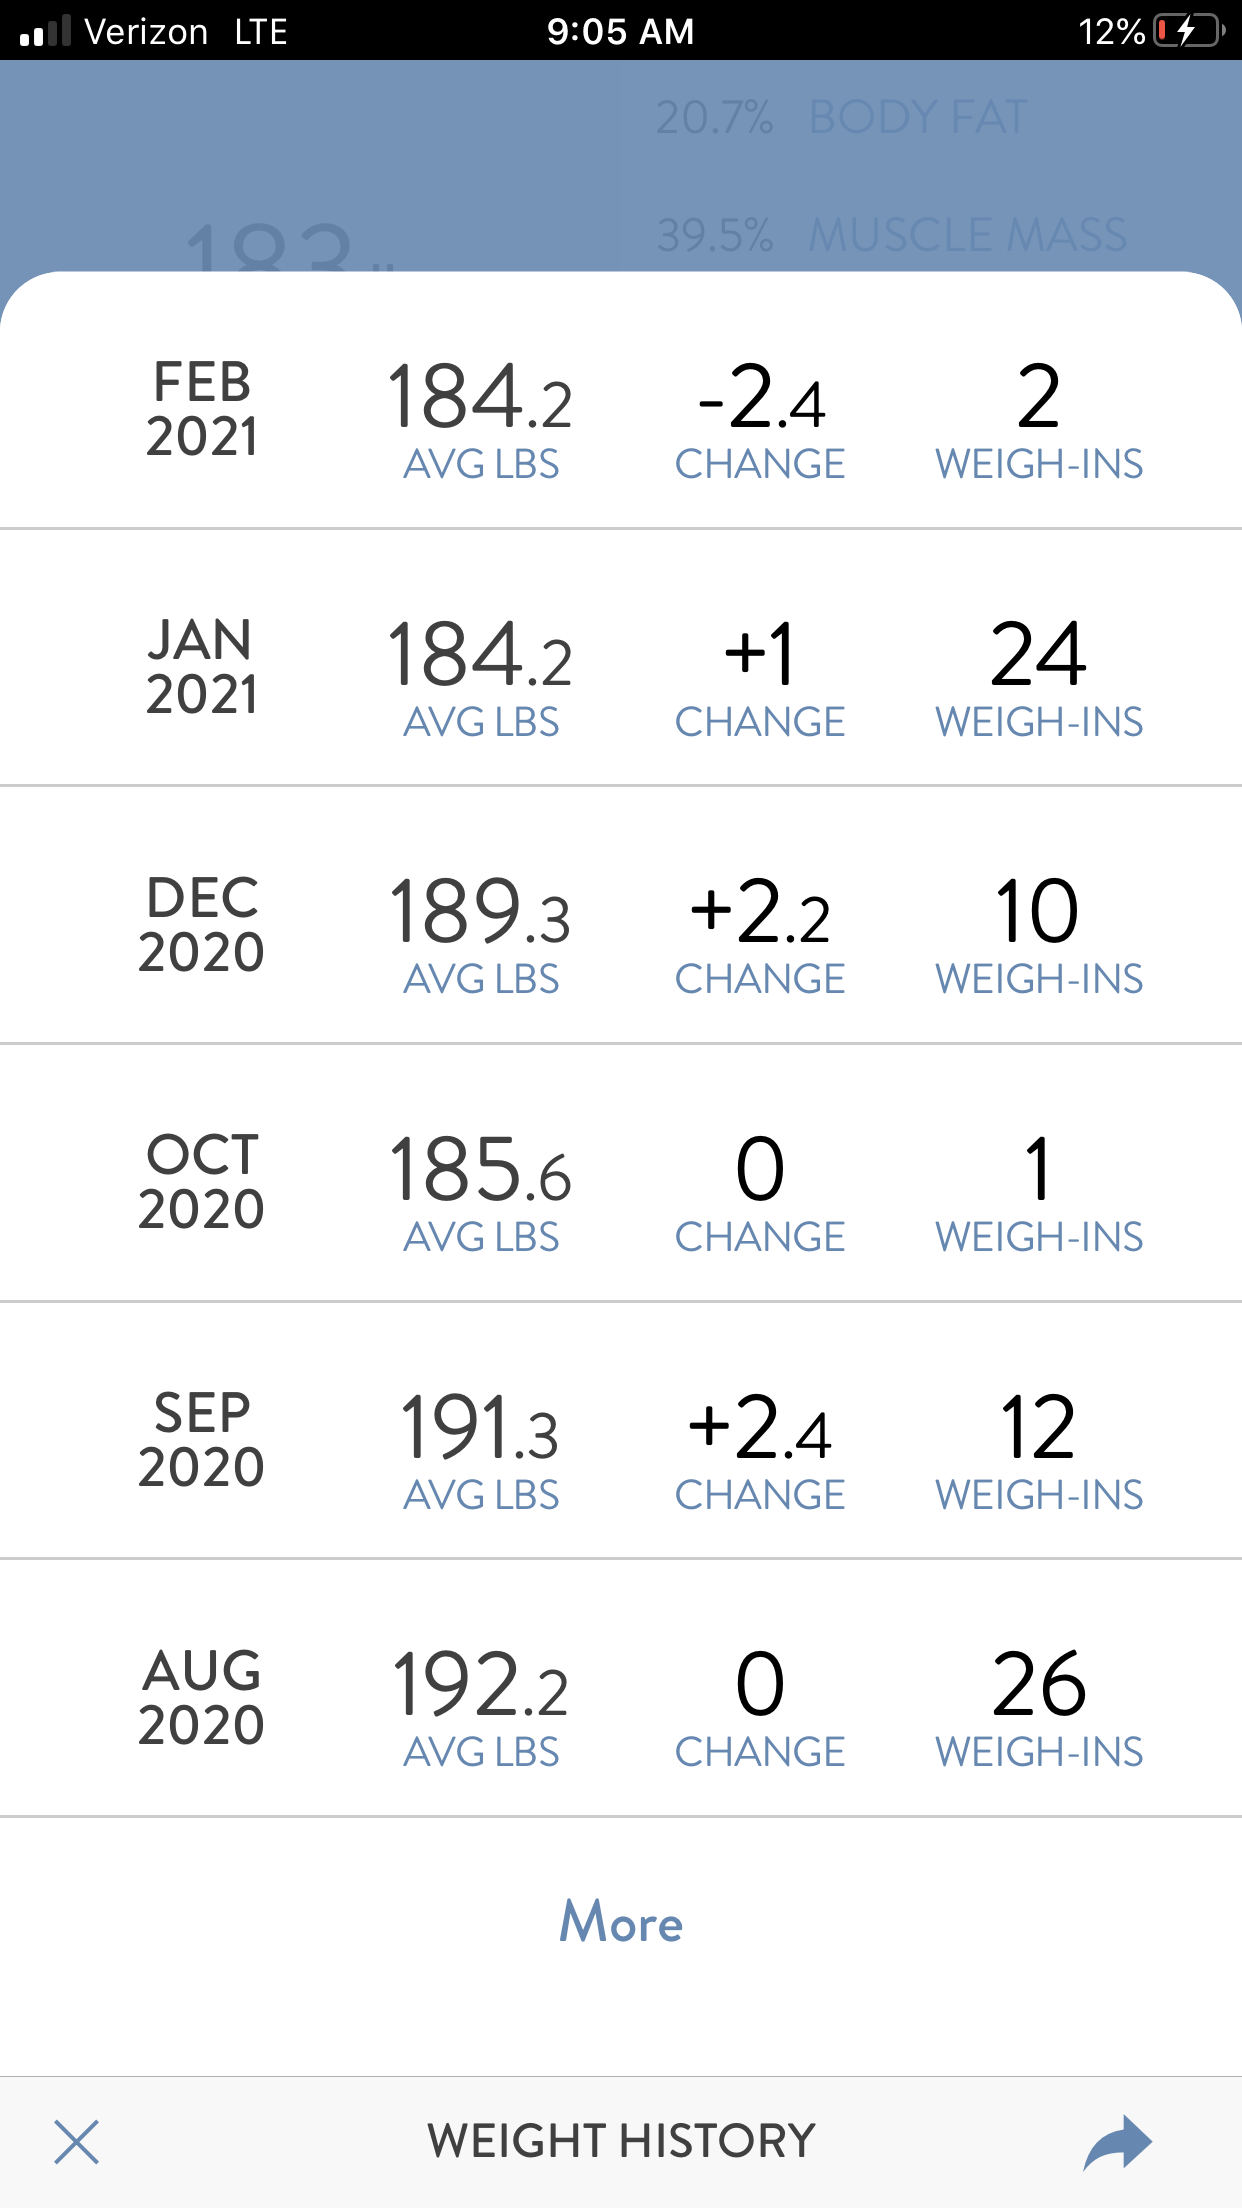 Verizon LTE 9:05 AM 12%
20.7% BODY FAT
183
39.5% MUSCLE MASS
FEB 2021 184.2 AVG LBS -2.4 CHANGE 2 WEIGH-INS
JAN 2021 184.2 AVG LBS +1 CHANGE 24 WEIGH-INS
DEC 2020 189.3 AVG LBS +2.2 CHANGE 10 WEIGH-INS
OCT 2020 185.6 AVG LBS 0 CHANGE 1 WEIGH-INS
SEP 2020 191.3 AVG LBS +2.4 CHANGE 12 WEIGH-INS
AUG 2020 192.2 AVG LBS 0 CHANGE 26 WEIGH-INS
More
WEIGHT HISTORY